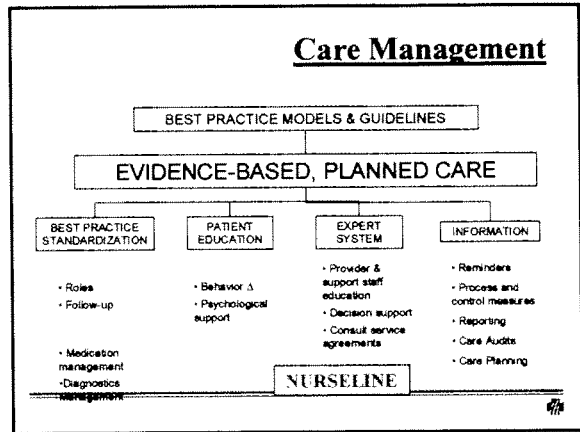 Care Management
BEST PRACTICE MODELS & GUIDELINES
EVIDENCE-BASED, PLANNED CARE
BEST PRACTICE
STANDARDIZATION
• Roles
• Follow-up
• Medication
management
• Diagnostics
Management
PATIENT
EDUCATION
• Behavior Δ
• Psychological
support
EXPERT
SYSTEM
• Provider &
support staff
education
• Decision support
• Consult service
agreements
INFORMATION
• Reminders
• Process and
control measures
• Reporting
• Care Audits
• Care Planning
NURSELINE